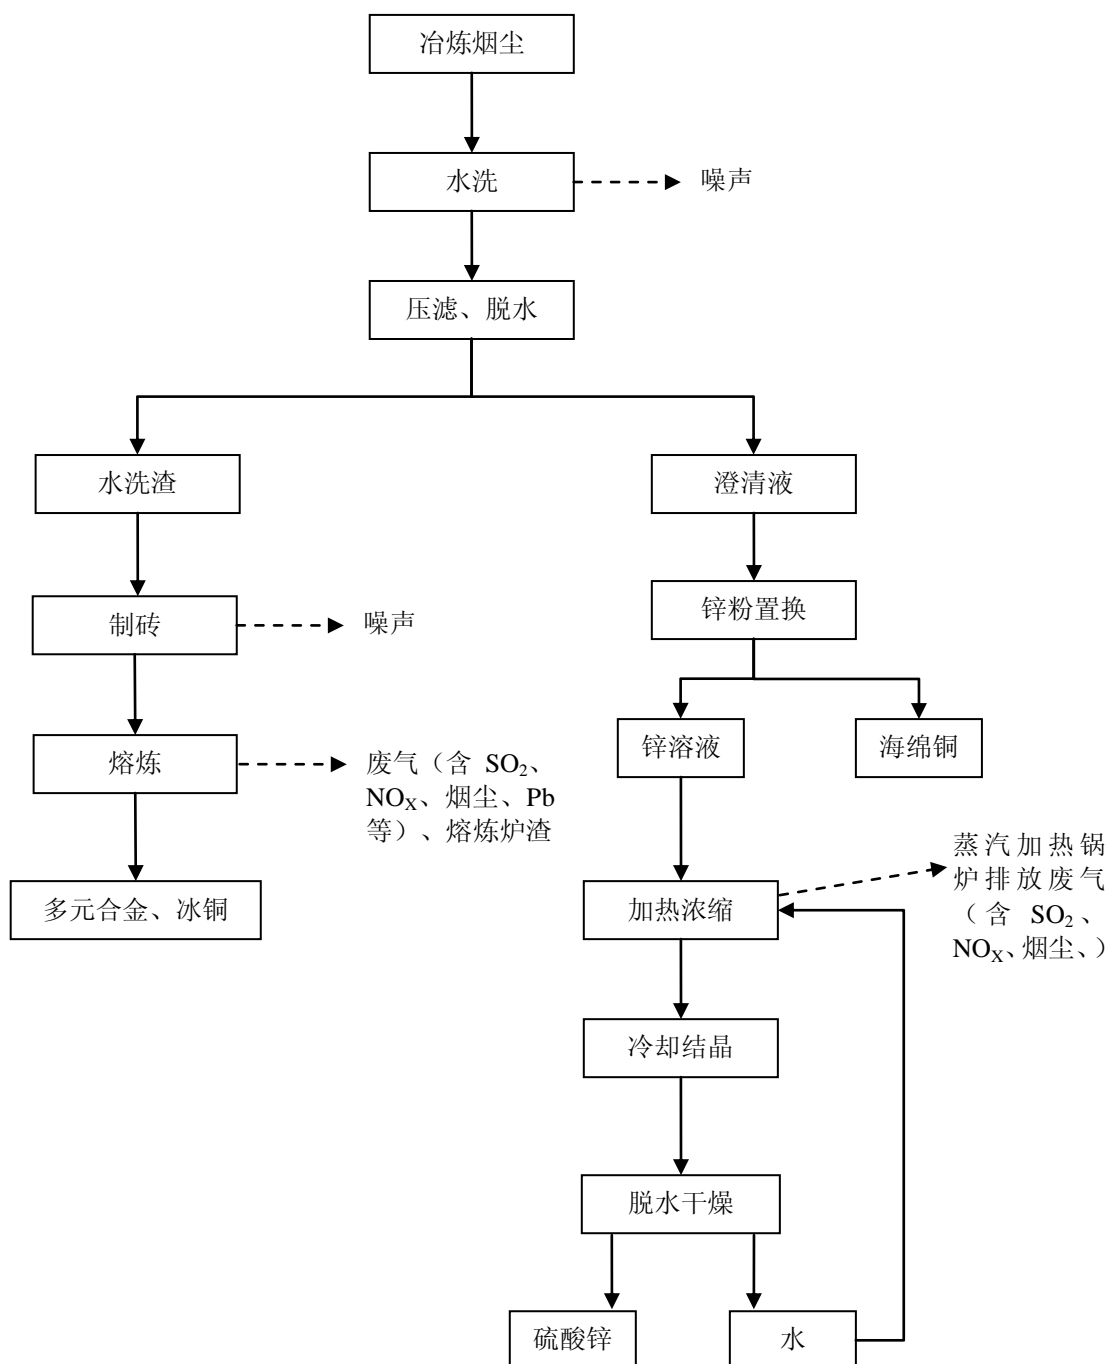 冶炼烟尘
水洗
噪声
压滤、脱水
水洗渣
澄清液
制砖
噪声
锌粉置换
熔炼
废气（含 SO₂、
NOX、烟尘、Pb
等）、熔炼炉渣
锌溶液
海绵铜
多元合金、冰铜
加热浓缩
蒸汽加热锅
炉排放废气
（含 SO₂、
NOX、烟尘、）
冷却结晶
脱水干燥
硫酸锌
水